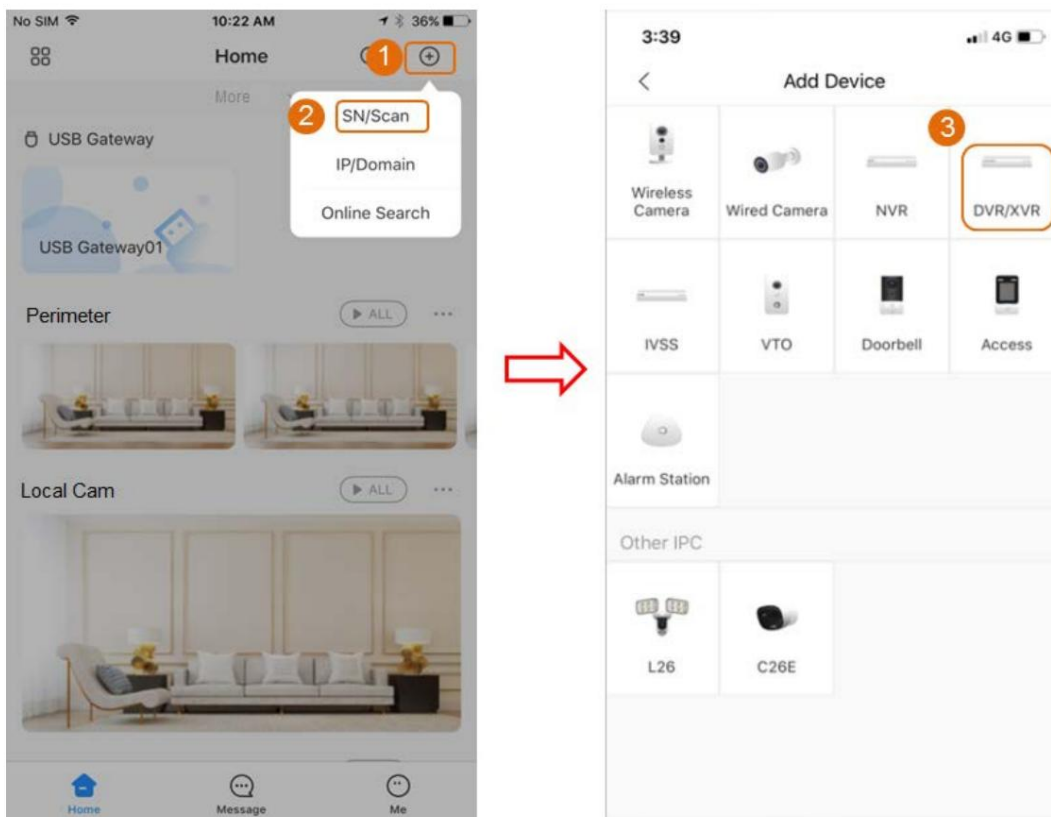 No SIM 10:22 AM 36%
Home 1
More
2 SN/Scan
USB Gateway
IP/Domain
Online Search
USB Gateway01
Perimeter ALL
Local Cam ALL
Home Message Me
3:39 4G
Add Device
3
Wireless
Camera Wired Camera NVR DVR/XVR
IVSS VTO Doorbell Access
Alarm Station
Other IPC
L26 C26E